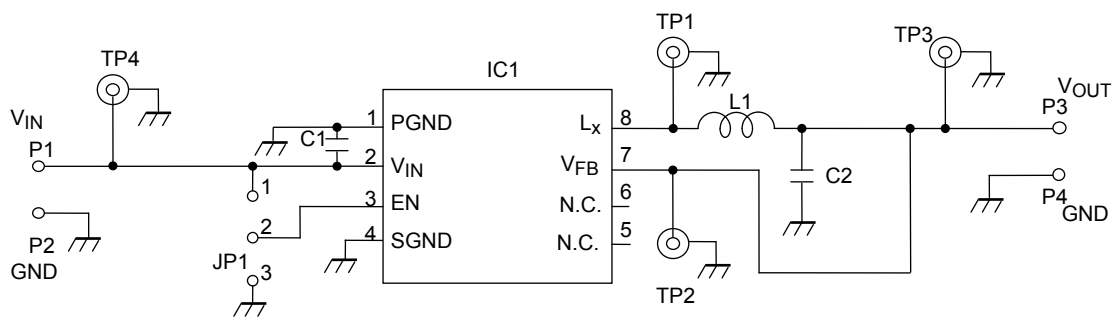 TP4
IC1
TP1
TP3
VIN
P1
P2
GND
C1
1 PGND
2 VIN
3 EN
4 SGND
LX 8
VFB 7
N.C. 6
N.C. 5
1
2
3
JP1
L1
C2
TP2
VOUT
P3
P4
GND